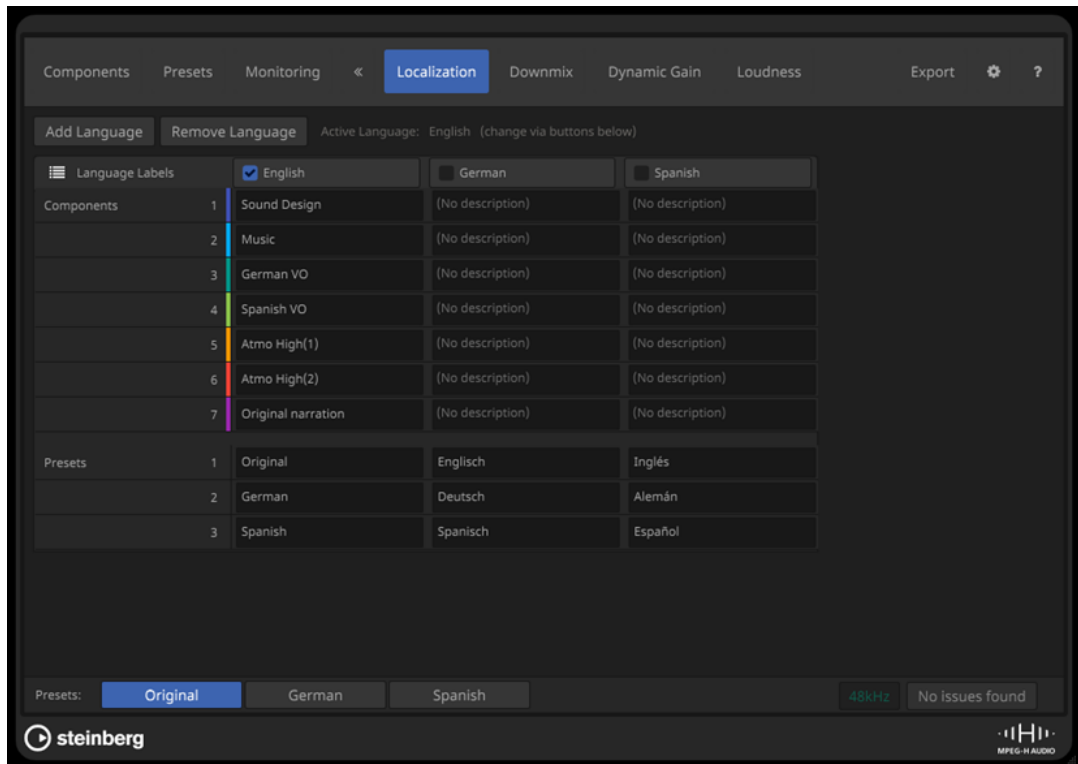 Components Presets Monitoring « Localization Downmix Dynamic Gain Loudness Export ?
Add Language Remove Language Active Language: English (change via buttons below)
Language Labels English German Spanish
Components 1 Sound Design (No description) (No description)
2 Music (No description) (No description)
3 German VO (No description) (No description)
4 Spanish VO (No description) (No description)
5 Atmo High(1) (No description) (No description)
6 Atmo High(2) (No description) (No description)
7 Original narration (No description) (No description)
Presets 1 Original Englisch Inglés
2 German Deutsch Alemán
3 Spanish Spanisch Español
Presets: Original German Spanish 48kHz No issues found
steinberg
MPEG-H AUDIO